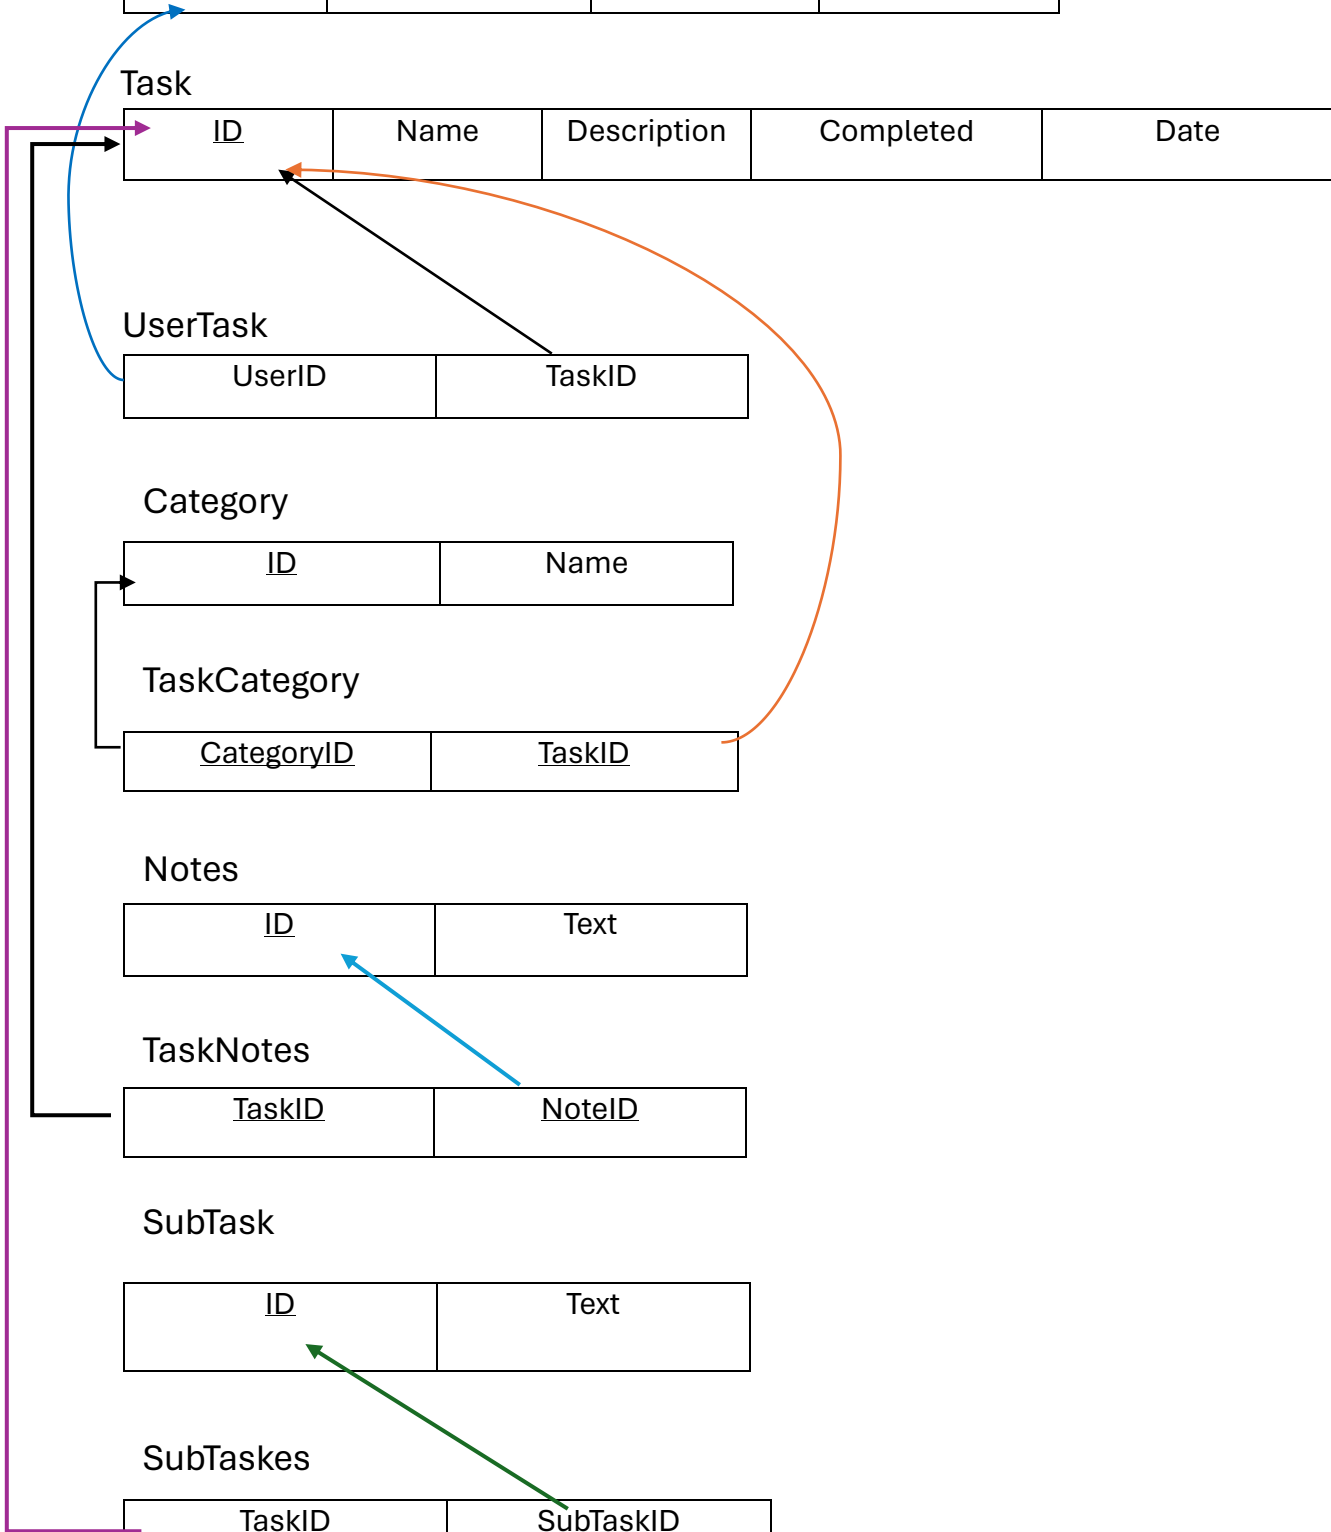 Task
ID Name Description Completed Date
UserTask
UserID TaskID
Category
ID Name
TaskCategory
CategoryID TaskID
Notes
ID Text
TaskNotes
TaskID NoteID
SubTask
ID Text
SubTaskes
TaskID SubTaskID